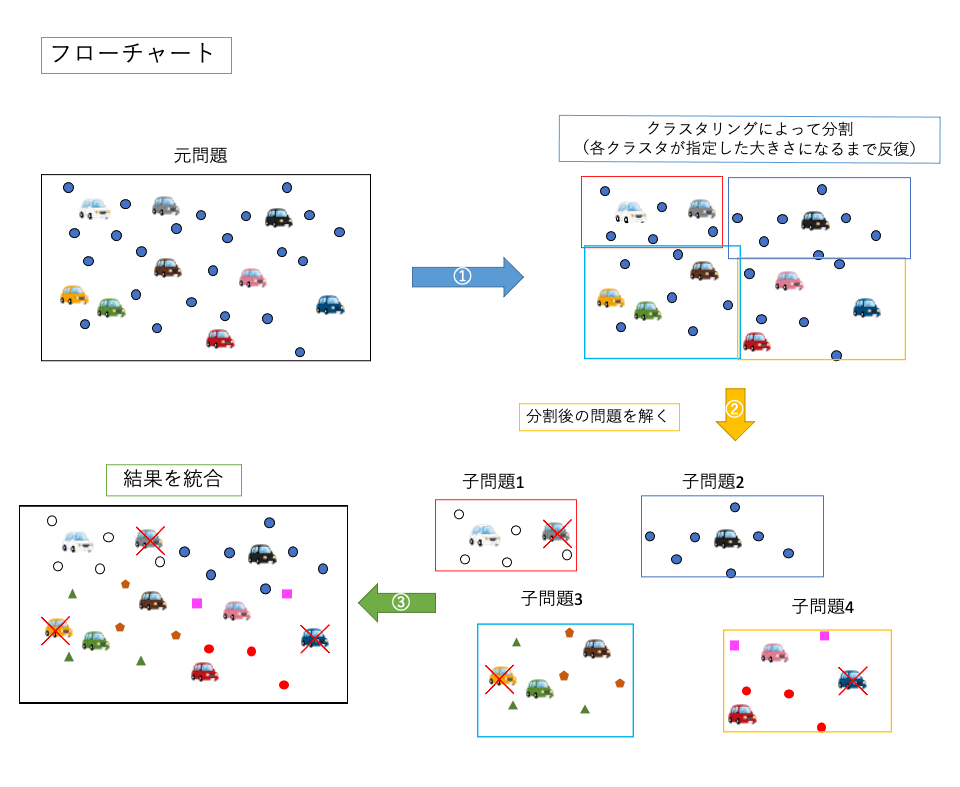 フローチャート
元問題
クラスタリングによって分割
（各クラスタが指定した大きさになるまで反復）
①
②
分割後の問題を解く
子問題1
子問題2
子問題3
子問題4
③
結果を統合